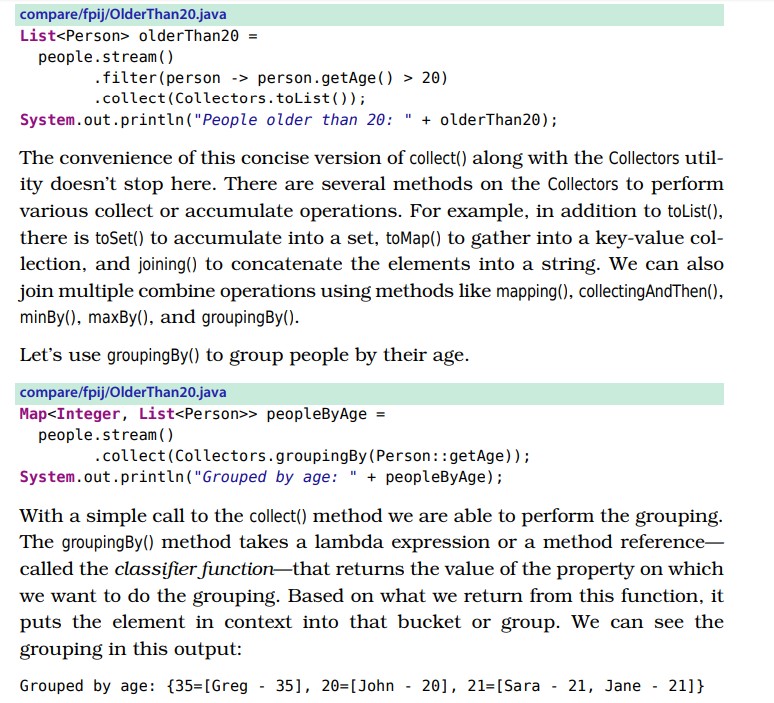 compare/fpij/OlderThan20.java
List<Person> olderThan20 =
  people.stream()
        .filter(person -> person.getAge() > 20)
        .collect(Collectors.toList());
System.out.println("People older than 20: " + olderThan20);
The convenience of this concise version of collect() along with the Collectors util-
ity doesn’t stop here. There are several methods on the Collectors to perform
various collect or accumulate operations. For example, in addition to toList(),
there is toSet() to accumulate into a set, toMap() to gather into a key-value col-
lection, and joining() to concatenate the elements into a string. We can also
join multiple combine operations using methods like mapping(), collectingAndThen(),
minBy(), maxBy(), and groupingBy().
Let’s use groupingBy() to group people by their age.
compare/fpij/OlderThan20.java
Map<Integer, List<Person>> peopleByAge =
  people.stream()
        .collect(Collectors.groupingBy(Person::getAge));
System.out.println("Grouped by age: " + peopleByAge);
With a simple call to the collect() method we are able to perform the grouping.
The groupingBy() method takes a lambda expression or a method reference—
called the classifier function—that returns the value of the property on which
we want to do the grouping. Based on what we return from this function, it
puts the element in context into that bucket or group. We can see the
grouping in this output:
Grouped by age: {35=[Greg - 35], 20=[John - 20], 21=[Sara - 21, Jane - 21]}